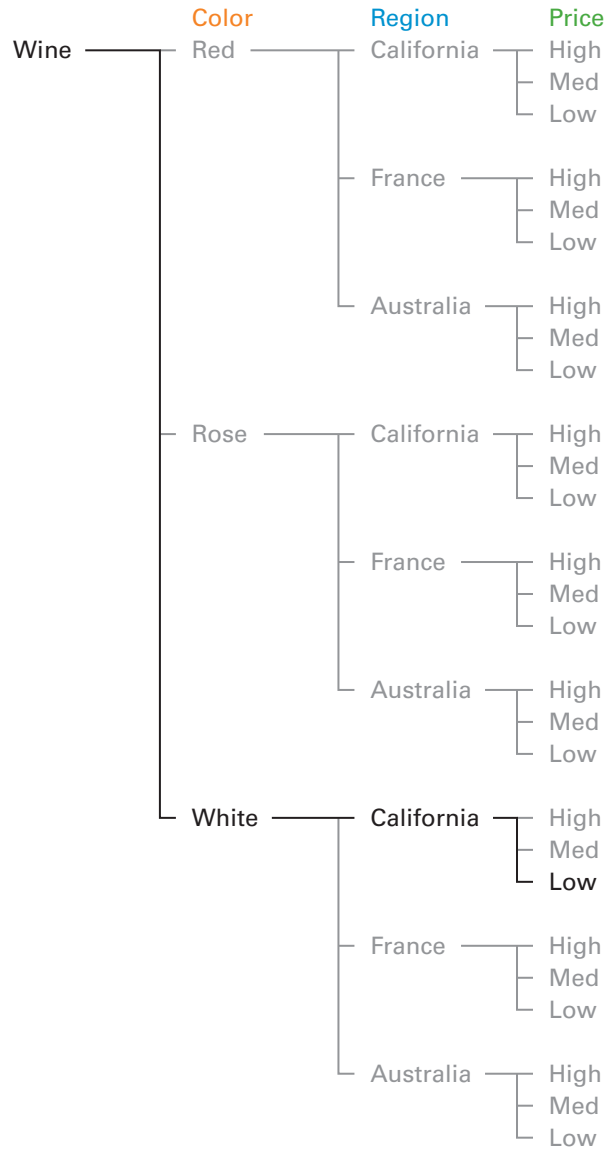 Color Region Price
Wine Red California High
Med
Low
France High
Med
Low
Australia High
Med
Low
Rose California High
Med
Low
France High
Med
Low
Australia High
Med
Low
White California High
Med
Low
France High
Med
Low
Australia High
Med
Low